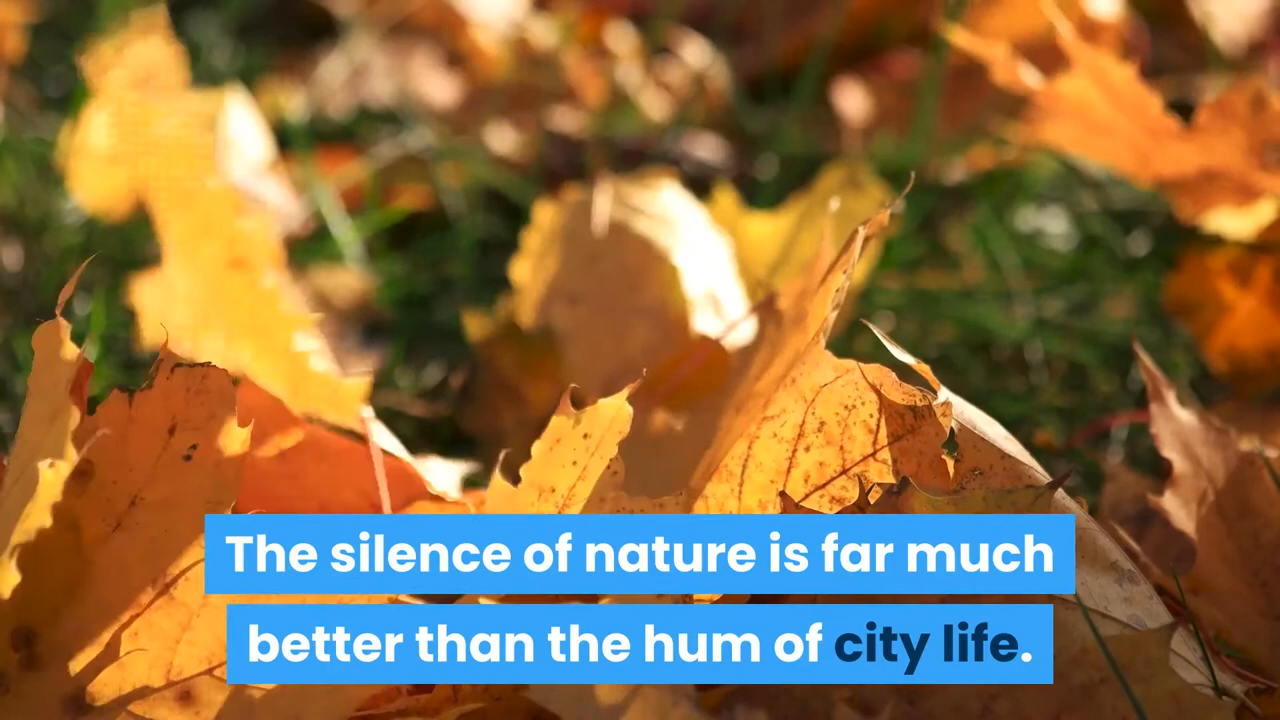 The silence of nature is far much
better than the hum of city life.